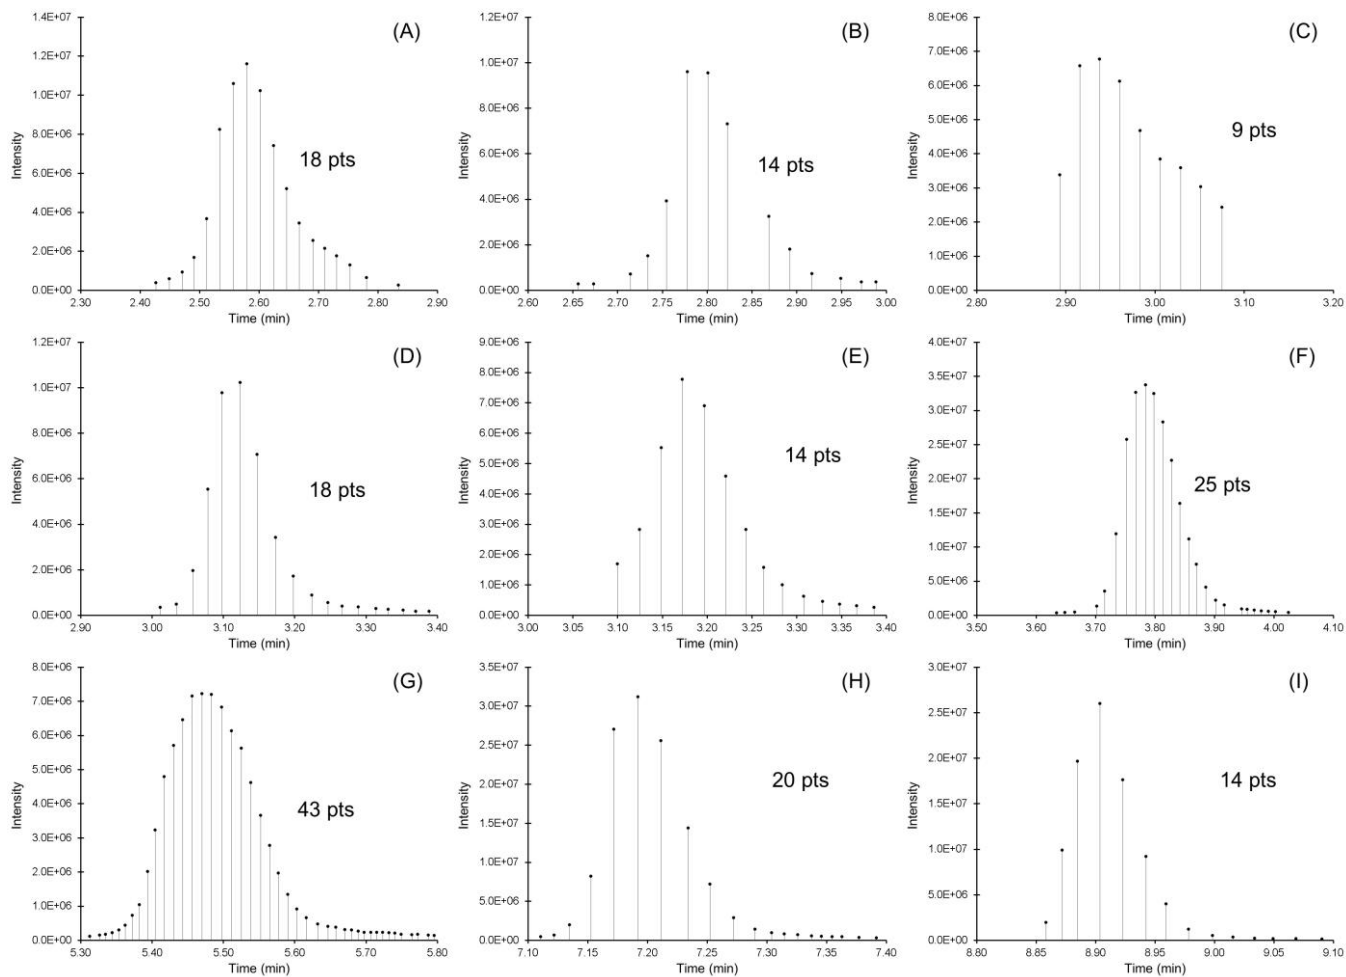 (A)
Intensity
1.4E+07
1.2E+07
1.0E+07
8.0E+06
6.0E+06
4.0E+06
2.0E+06
0.0E+00
18 pts
2.30 2.40 2.50 2.60 2.70 2.80 2.90
Time (min)
(B)
Intensity
1.2E+07
1.0E+07
8.0E+06
6.0E+06
4.0E+06
2.0E+06
0.0E+00
14 pts
2.60 2.65 2.70 2.75 2.80 2.85 2.90 2.95 3.00
Time (min)
(C)
Intensity
8.0E+06
7.0E+06
6.0E+06
5.0E+06
4.0E+06
3.0E+06
2.0E+06
1.0E+06
0.0E+00
9 pts
2.80 2.90 3.00 3.10 3.20
Time (min)
(D)
Intensity
1.2E+07
1.0E+07
8.0E+06
6.0E+06
4.0E+06
2.0E+06
0.0E+00
18 pts
2.90 3.00 3.10 3.20 3.30 3.40
Time (min)
(E)
Intensity
9.0E+06
8.0E+06
7.0E+06
6.0E+06
5.0E+06
4.0E+06
3.0E+06
2.0E+06
1.0E+06
0.0E+00
14 pts
3.00 3.05 3.10 3.15 3.20 3.25 3.30 3.35 3.40
Time (min)
(F)
Intensity
4.0E+07
3.5E+07
3.0E+07
2.5E+07
2.0E+07
1.5E+07
1.0E+07
5.0E+06
0.0E+00
25 pts
3.50 3.60 3.70 3.80 3.90 4.00 4.10
Time (min)
(G)
Intensity
8.0E+06
7.0E+06
6.0E+06
5.0E+06
4.0E+06
3.0E+06
2.0E+06
1.0E+06
0.0E+00
43 pts
5.30 5.40 5.50 5.60 5.70 5.80
Time (min)
(H)
Intensity
3.5E+07
3.0E+07
2.5E+07
2.0E+07
1.5E+07
1.0E+07
5.0E+06
0.0E+00
20 pts
7.10 7.15 7.20 7.25 7.30 7.35 7.40
Time (min)
(I)
Intensity
3.0E+07
2.5E+07
2.0E+07
1.5E+07
1.0E+07
5.0E+06
0.0E+00
14 pts
8.80 8.85 8.90 8.95 9.00 9.05 9.10
Time (min)